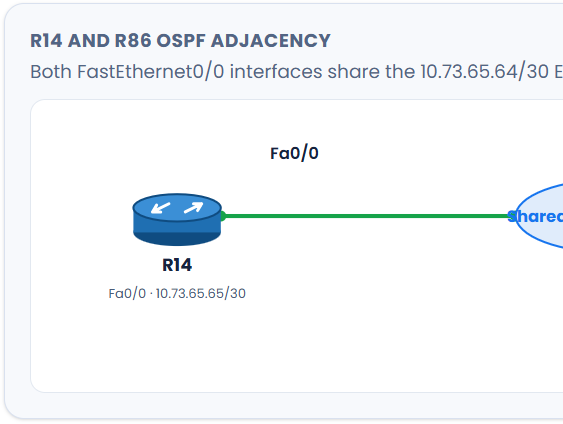 R14 AND R86 OSPF ADJACENCY
Both FastEthernet0/0 interfaces share the 10.73.65.64/30 E
Fa0/0
Shared
R14
Fa0/0 · 10.73.65.65/30